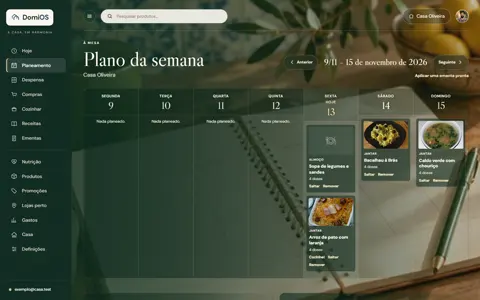 DomiOS
A CASA, EM HARMONIA
Pesquisar produtos...
Casa Oliveira
Hoje
Planeamento
Despensa
Compras
Cozinhar
Receitas
Ementas
Nutrição
Produtos
Promoções
Lojas perto
Gastos
Casa
Definições
exemplo@casa.test
À MESA
Plano da semana
Casa Oliveira
Anterior
9/11 - 15 de novembro de 2026
Seguinte
Aplicar uma ementa pronta
SEGUNDA
9
Nada planeado.
TERÇA
10
Nada planeado.
QUARTA
11
Nada planeado.
QUINTA
12
Nada planeado.
SEXTA
HOJE
13
ALMOÇO
Sopa de legumes e sandes
4 doses
Saltar Remover
JANTAR
Arroz de pato com laranja
4 doses
Cozinhar Saltar
Remover
SÁBADO
14
JANTAR
Bacalhau à Brás
4 doses
Saltar Remover
DOMINGO
15
JANTAR
Caldo verde com chouriço
4 doses
Saltar Remover